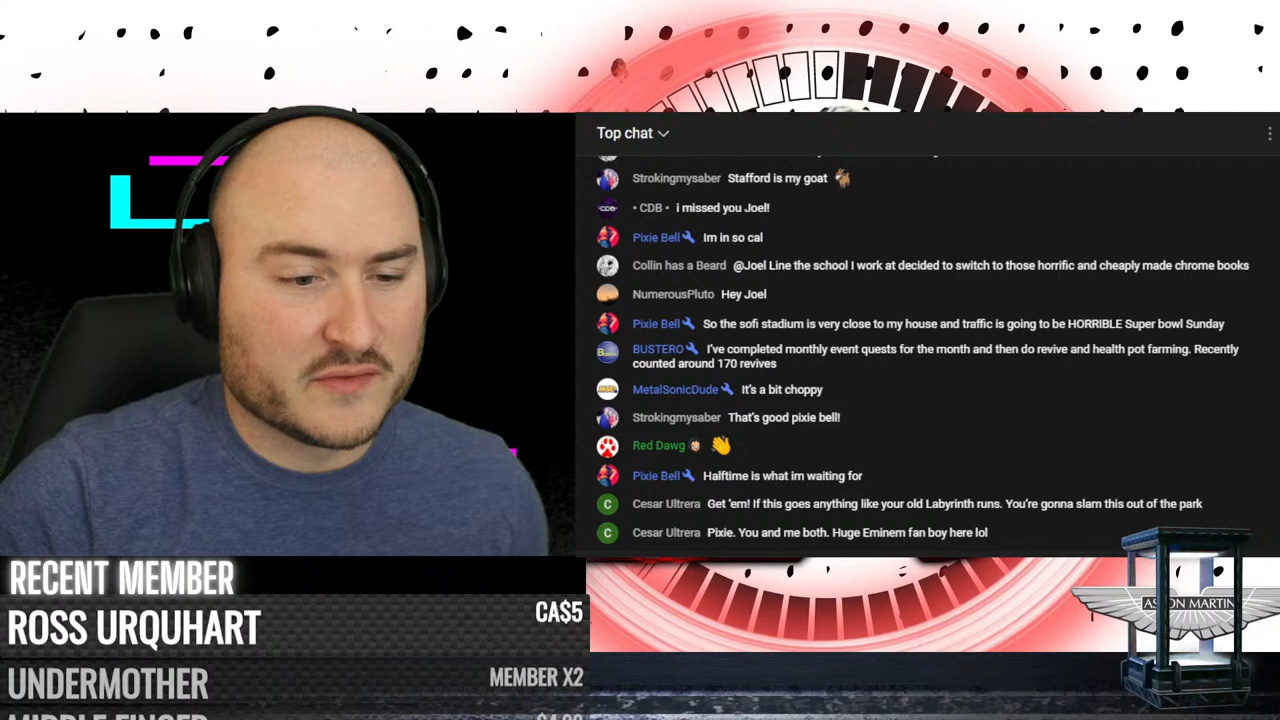 Top chat
Strokingmysaber Stafford is my goat
• CDB • i missed you Joel!
Pixie Bell Im in so cal
Collin has a Beard @Joel Line the school I work at decided to switch to those horrific and cheaply made chrome books
NumerousPluto Hey Joel
Pixie Bell So the sofi stadium is very close to my house and traffic is going to be HORRIBLE Super bowl Sunday
BUSTERO I've completed monthly event quests for the month and then do revive and health pot farming. Recently
counted around 170 revives
MetalSonicDude It's a bit choppy
Strokingmysaber That's good pixie bell!
Red Dawg
Pixie Bell Halftime is what im waiting for
C Cesar Ultrera Get 'em! If this goes anything like your old Labyrinth runs. You're gonna slam this out of the park
C Cesar Ultrera Pixie. You and me both. Huge Eminem fan boy here lol
RECENT MEMBER
ROSS URQUHART CA$5
UNDERMOTHER MEMBER X2
MIDDLE FINGER
ASTON MARTIN